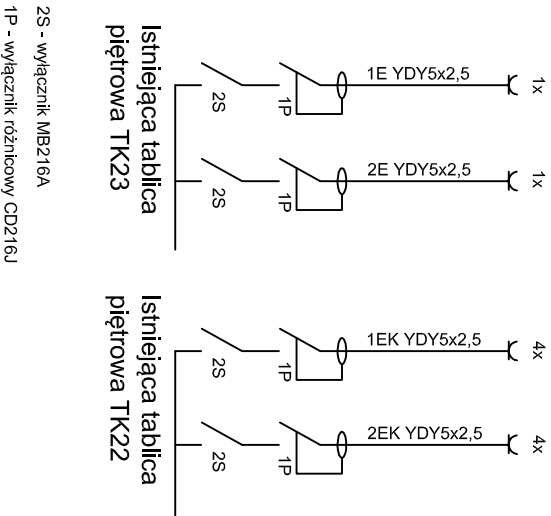 1E YDY5x2,5
1x
2S
1P
2E YDY5x2,5
1x
2S
1P
Istniejąca tablica
piętrowa TK23
1EK YDY5x2,5
4x
2S
1P
2EK YDY5x2,5
4x
2S
1P
Istniejąca tablica
piętrowa TK22
2S - wyłącznik MB216A
1P - wyłącznik różnicowy CD216J